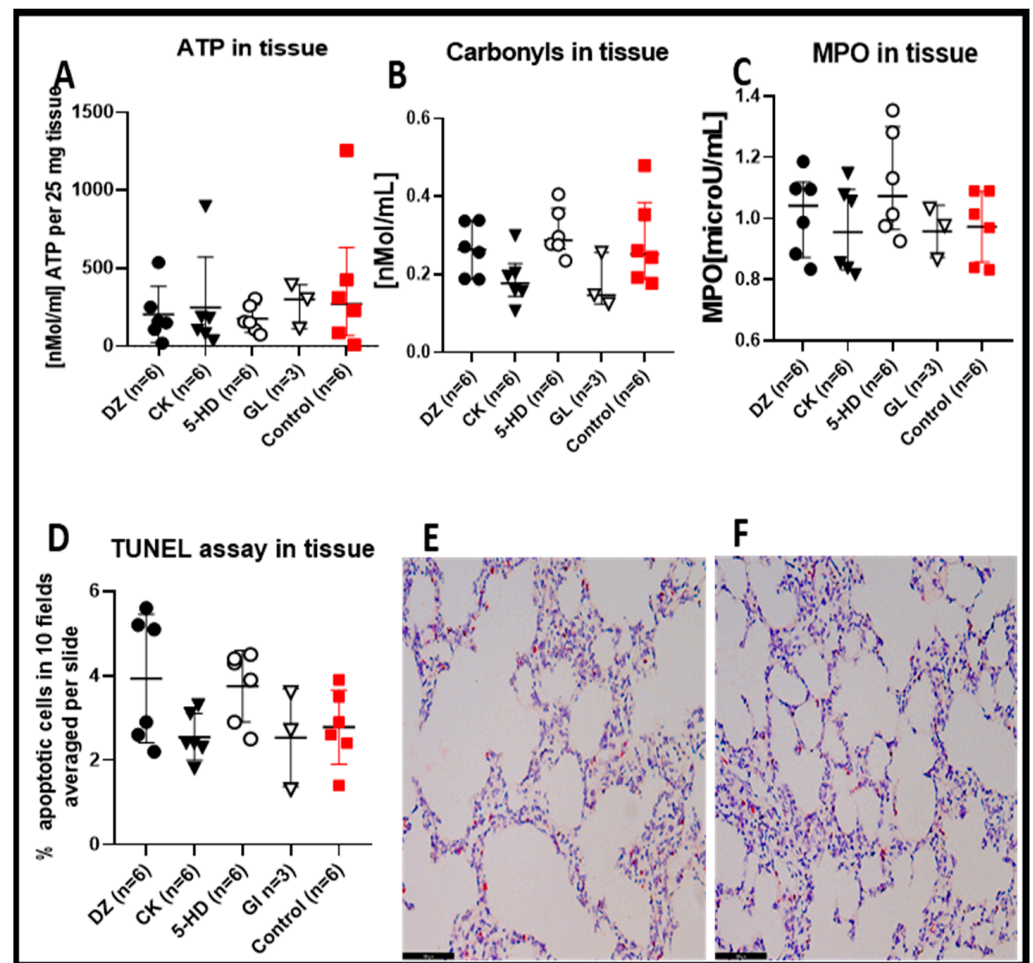 A
ATP in tissue
[nMol/ml] ATP per 25 mg tissue
1500
1000
500
0
DZ (n=6)
CK (n=6)
5-HD (n=6)
GL (n=3)
Control (n=6)
B
Carbonyls in tissue
[nMol/mL]
0.6
0.4
0.2
0.0
DZ (n=6)
CK (n=6)
5-HD (n=6)
GL (n=3)
Control (n=6)
C
MPO in tissue
MPO[microU/mL]
1.4
1.2
1.0
0.8
0.6
DZ (n=6)
CK (n=6)
5-HD (n=6)
GL (n=3)
Control (n=6)
D
TUNEL assay in tissue
% apoptotic cells in 10 fields
averaged per slide
6
4
2
0
DZ (n=6)
CK (n=6)
5-HD (n=6)
GI n=3)
Control (n=6)
E
F